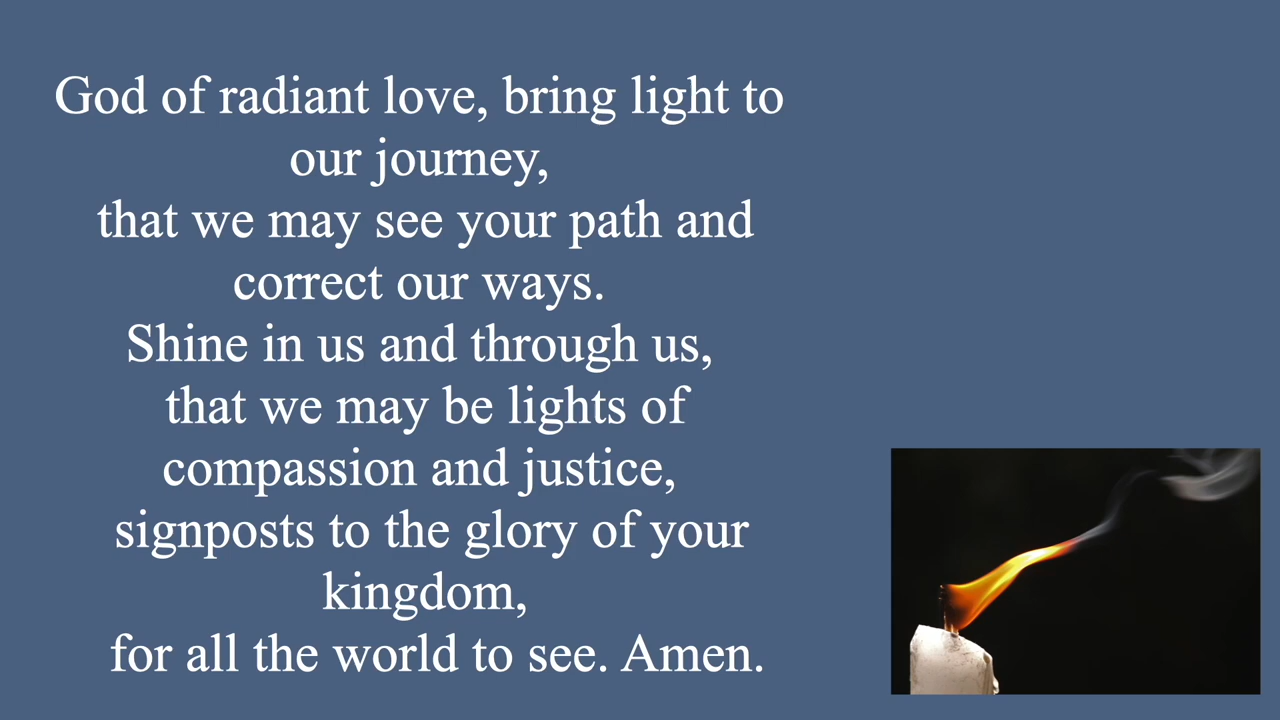 God of radiant love, bring light to
our journey,
that we may see your path and
correct our ways.
Shine in us and through us,
that we may be lights of
compassion and justice,
signposts to the glory of your
kingdom,
for all the world to see. Amen.